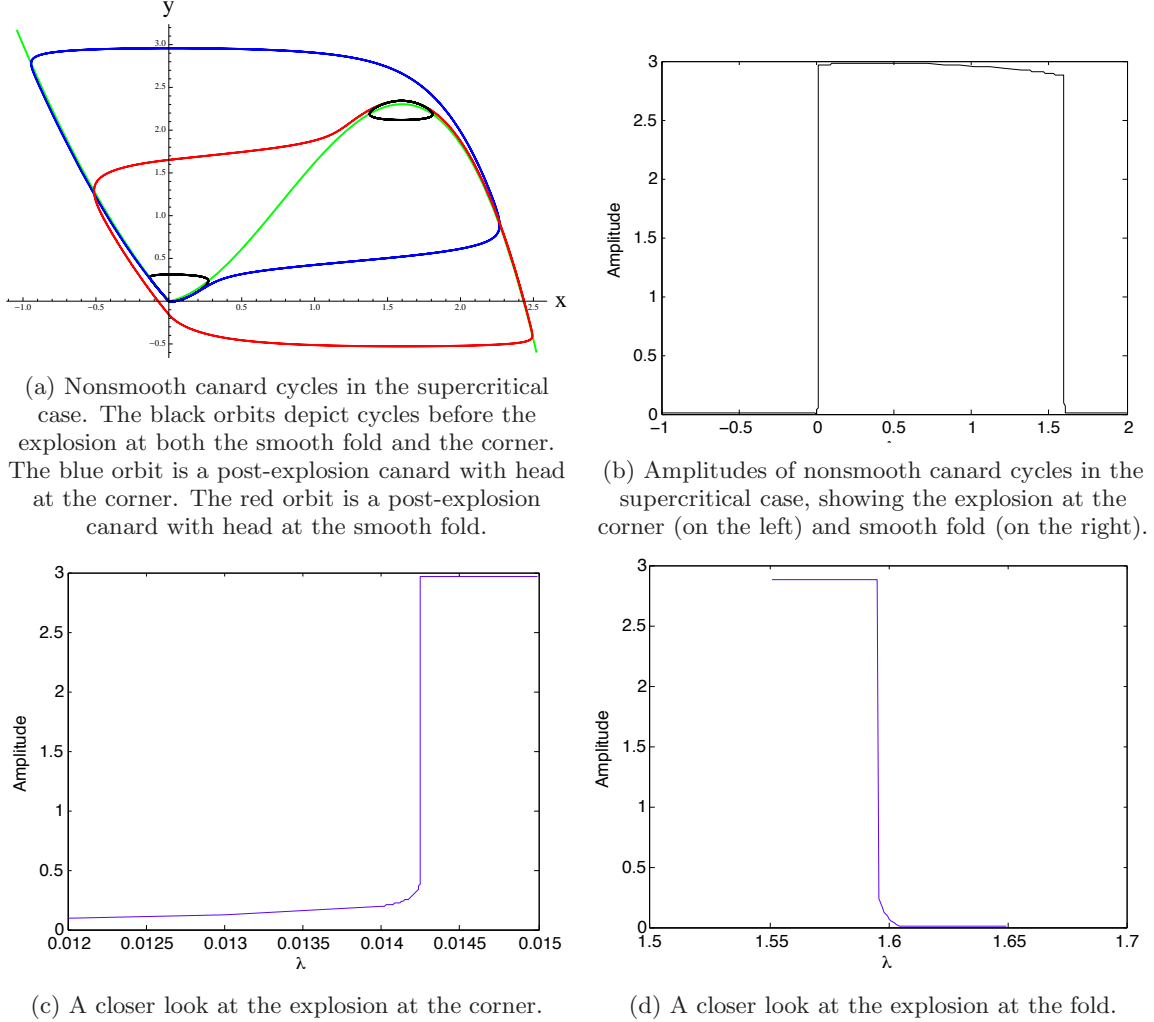 y
3.0
2.5
2.0
1.5
1.0
0.5
-1.0 -0.5 0.5 1.0 1.5 2.0 2.5 x
-0.5
(a) Nonsmooth canard cycles in the supercritical
case. The black orbits depict cycles before the
explosion at both the smooth fold and the corner.
The blue orbit is a post-explosion canard with head
at the corner. The red orbit is a post-explosion
canard with head at the smooth fold.
3
2.5
2
1.5
1
0.5
0
Amplitude
-1 -0.5 0 0.5 1 1.5 2
(b) Amplitudes of nonsmooth canard cycles in the
supercritical case, showing the explosion at the
corner (on the left) and smooth fold (on the right).
3
2.5
2
1.5
1
0.5
0
Amplitude
0.012 0.0125 0.013 0.0135 0.014 0.0145 0.015
λ
(c) A closer look at the explosion at the corner.
3
2.5
2
1.5
1
0.5
0
Amplitude
1.5 1.55 1.6 1.65 1.7
λ
(d) A closer look at the explosion at the fold.